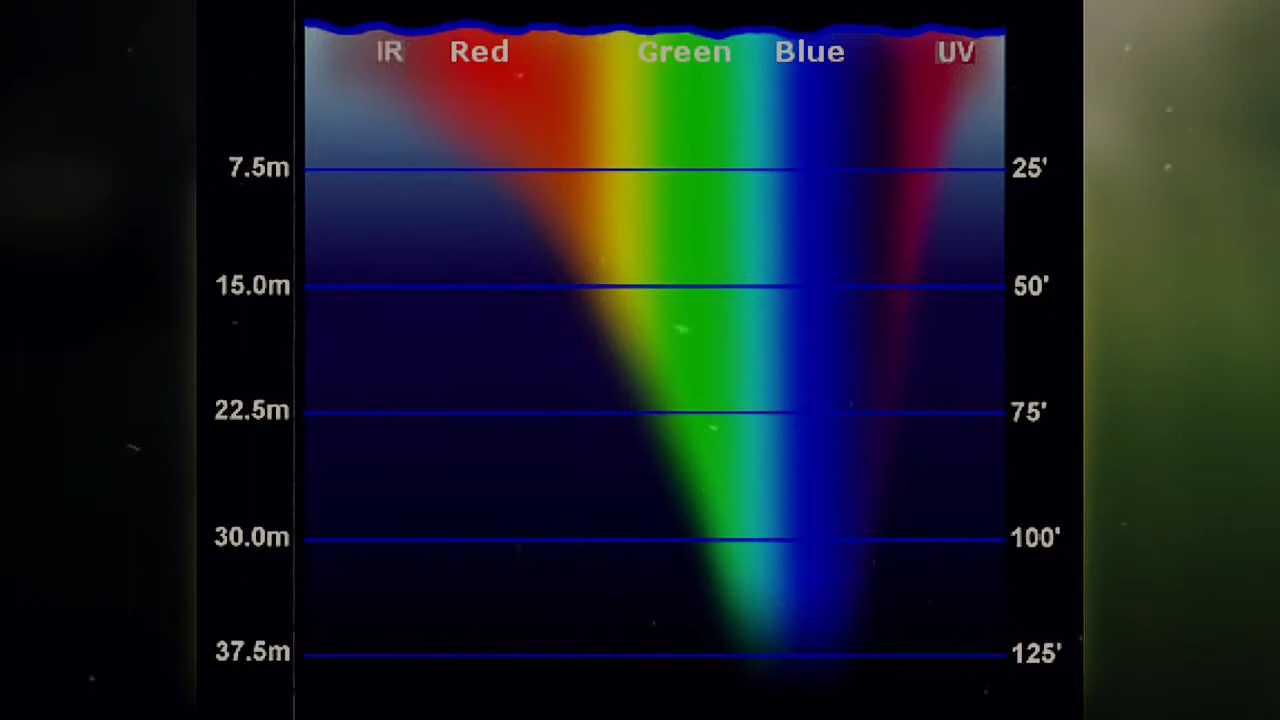 IR Red Green Blue UV
7.5m 25'
15.0m 50'
22.5m 75'
30.0m 100'
37.5m 125'